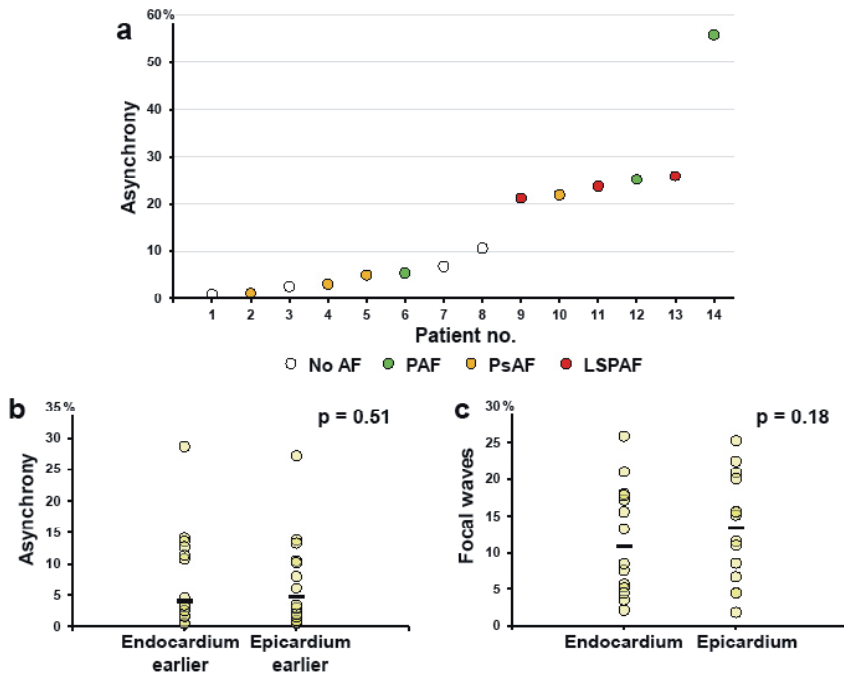 a
60%
50
40
30
20
10
0
Asynchrony
1 2 3 4 5 6 7 8 9 10 11 12 13 14
Patient no.
No AF PAF PsAF LSPAF
b
35%
30
25
20
15
10
5
0
Asynchrony
p = 0.51
Endocardium Epicardium
earlier earlier
c
30%
25
20
15
10
5
0
Focal waves
p = 0.18
Endocardium Epicardium